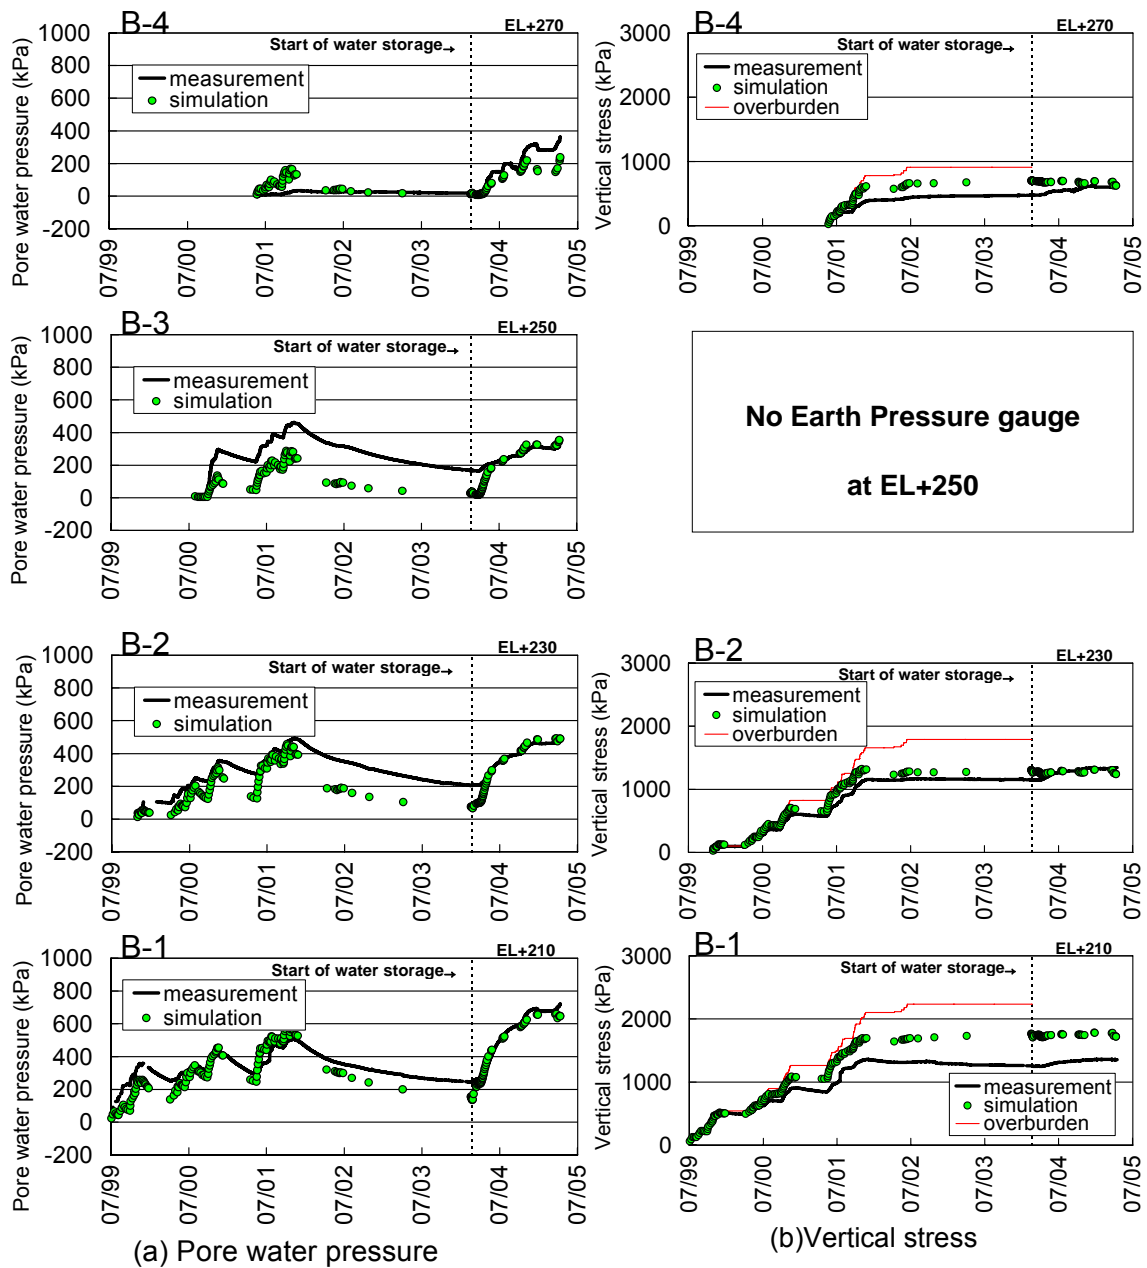 B-4
EL+270
Start of water storage→
measurement
simulation
Pore water pressure (kPa)
1000
800
600
400
200
0
-200
07/99
07/00
07/01
07/02
07/03
07/04
07/05
B-4
EL+270
Start of water storage→
measurement
simulation
overburden
Vertical stress (kPa)
3000
2000
1000
0
07/99
07/00
07/01
07/02
07/03
07/04
07/05
B-3
EL+250
Start of water storage→
measurement
simulation
Pore water pressure (kPa)
1000
800
600
400
200
0
-200
07/99
07/00
07/01
07/02
07/03
07/04
07/05
No Earth Pressure gauge
at EL+250
B-2
EL+230
Start of water storage→
measurement
simulation
Pore water pressure (kPa)
1000
800
600
400
200
0
-200
07/99
07/00
07/01
07/02
07/03
07/04
07/05
B-2
EL+230
Start of water storage→
measurement
simulation
overburden
Vertical stress (kPa)
3000
2000
1000
0
07/99
07/00
07/01
07/02
07/03
07/04
07/05
B-1
EL+210
Start of water storage→
measurement
simulation
Pore water pressure (kPa)
1000
800
600
400
200
0
-200
07/99
07/00
07/01
07/02
07/03
07/04
07/05
(a) Pore water pressure
B-1
EL+210
Start of water storage→
measurement
simulation
overburden
Vertical stress (kPa)
3000
2000
1000
0
07/99
07/00
07/01
07/02
07/03
07/04
07/05
(b)Vertical stress